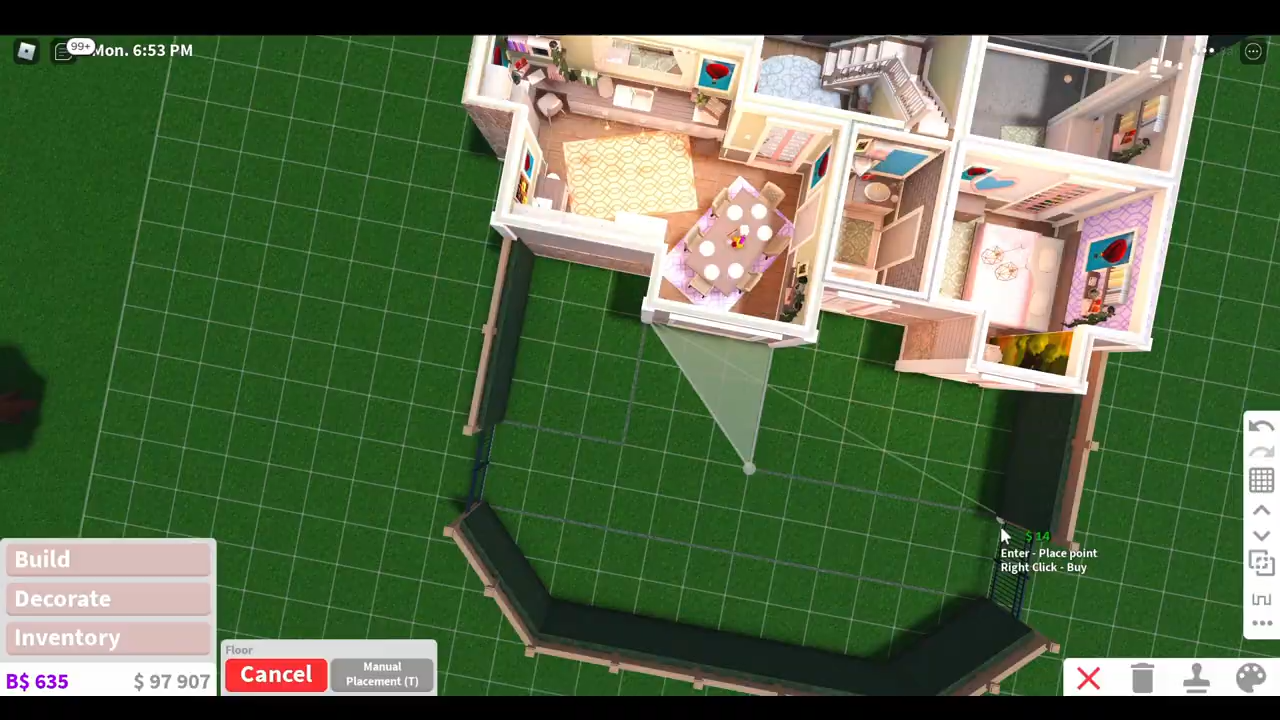 99+
Mon. 6:53 PM
$ 14
Enter - Place point
Right Click - Buy
Build
Decorate
Inventory
B$ 635
$ 97 907
Floor
Cancel
Manual
Placement (T)